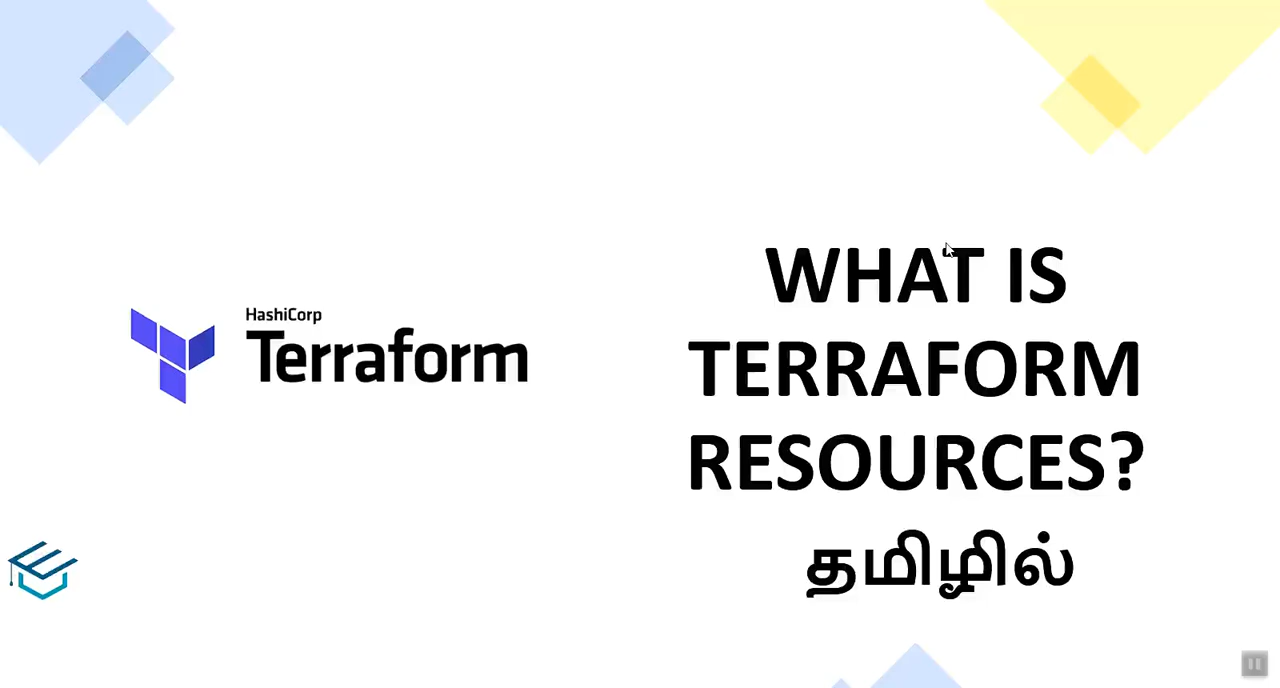 HashiCorp
Terraform
WHAT IS
TERRAFORM
RESOURCES?
தமிழில்